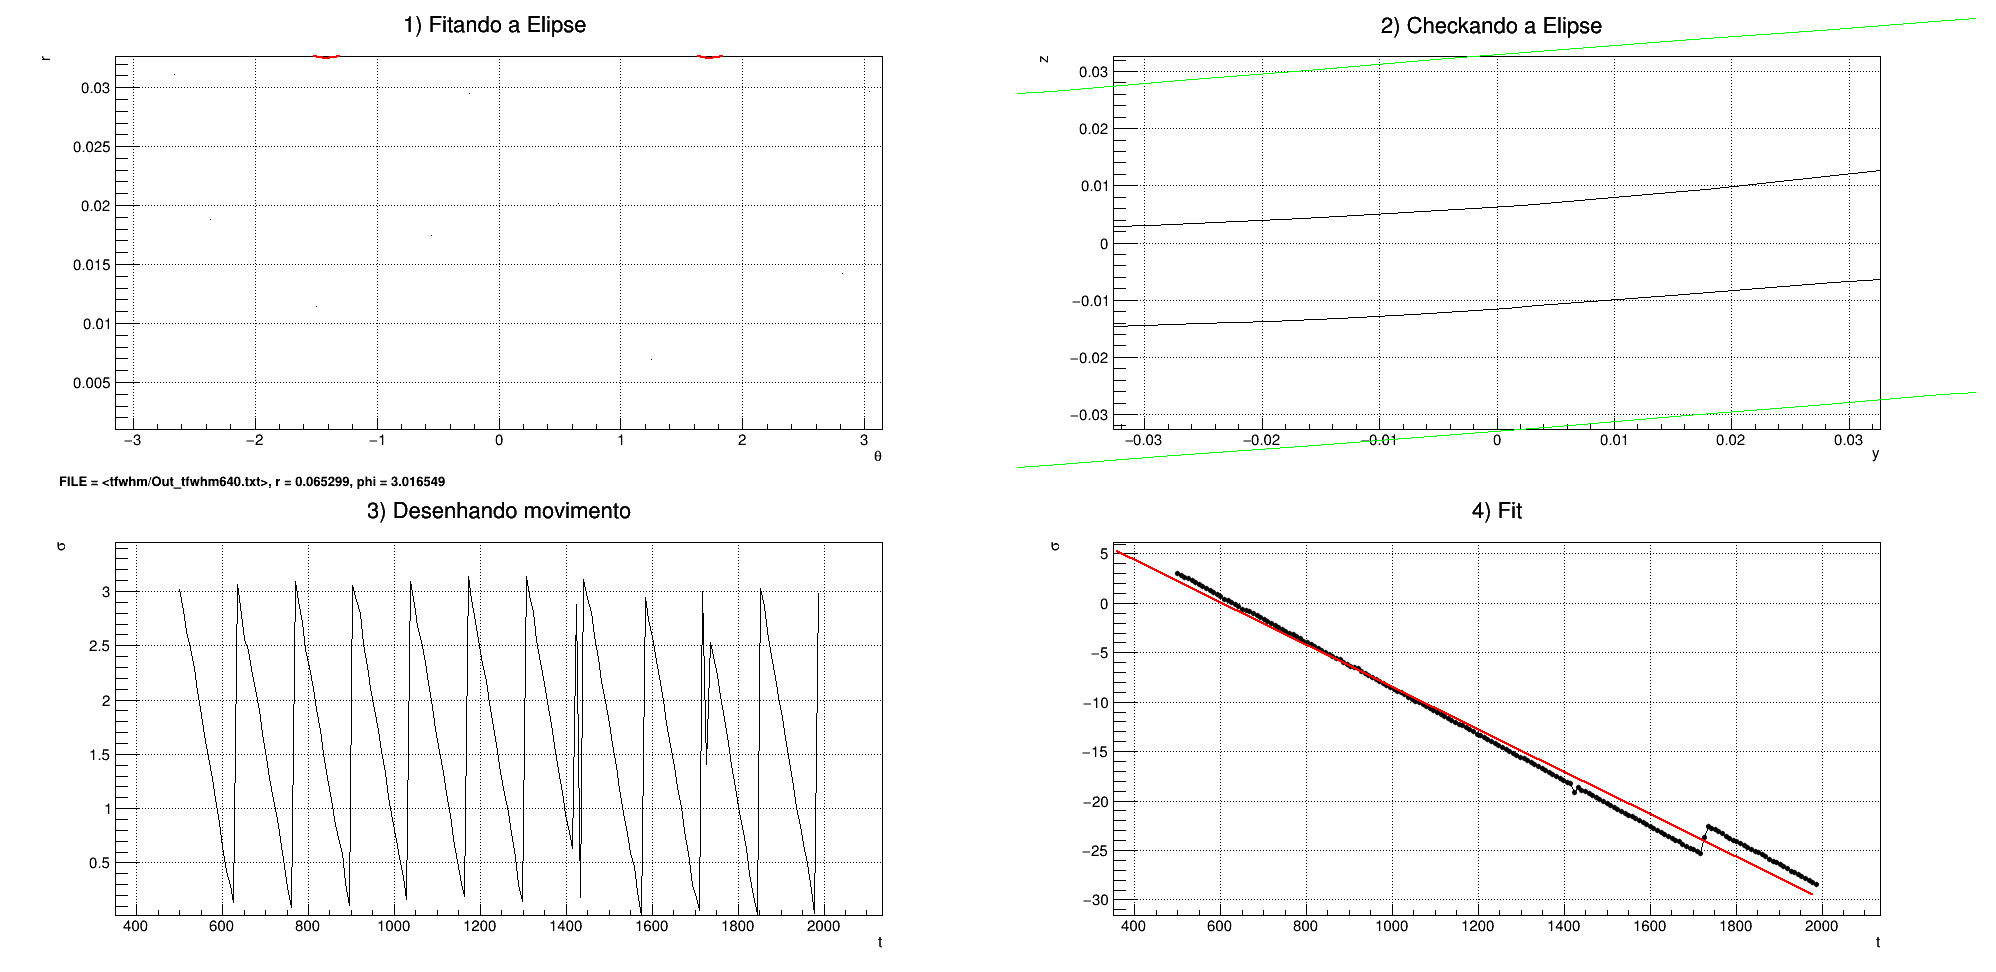 1) Fitando a Elipse
r
0.03
0.025
0.02
0.015
0.01
0.005
−3 −2 −1 0 1 2 3
θ
2) Checkando a Elipse
z
0.03
0.02
0.01
0
−0.01
−0.02
−0.03
−0.03 −0.02 −0.01 0 0.01 0.02 0.03
y
FILE = <tfwhm/Out_tfwhm640.txt>, r = 0.065299, phi = 3.016549
3) Desenhando movimento
σ
3
2.5
2
1.5
1
0.5
400 600 800 1000 1200 1400 1600 1800 2000
t
4) Fit
σ
5
0
−5
−10
−15
−20
−25
−30
400 600 800 1000 1200 1400 1600 1800 2000
t